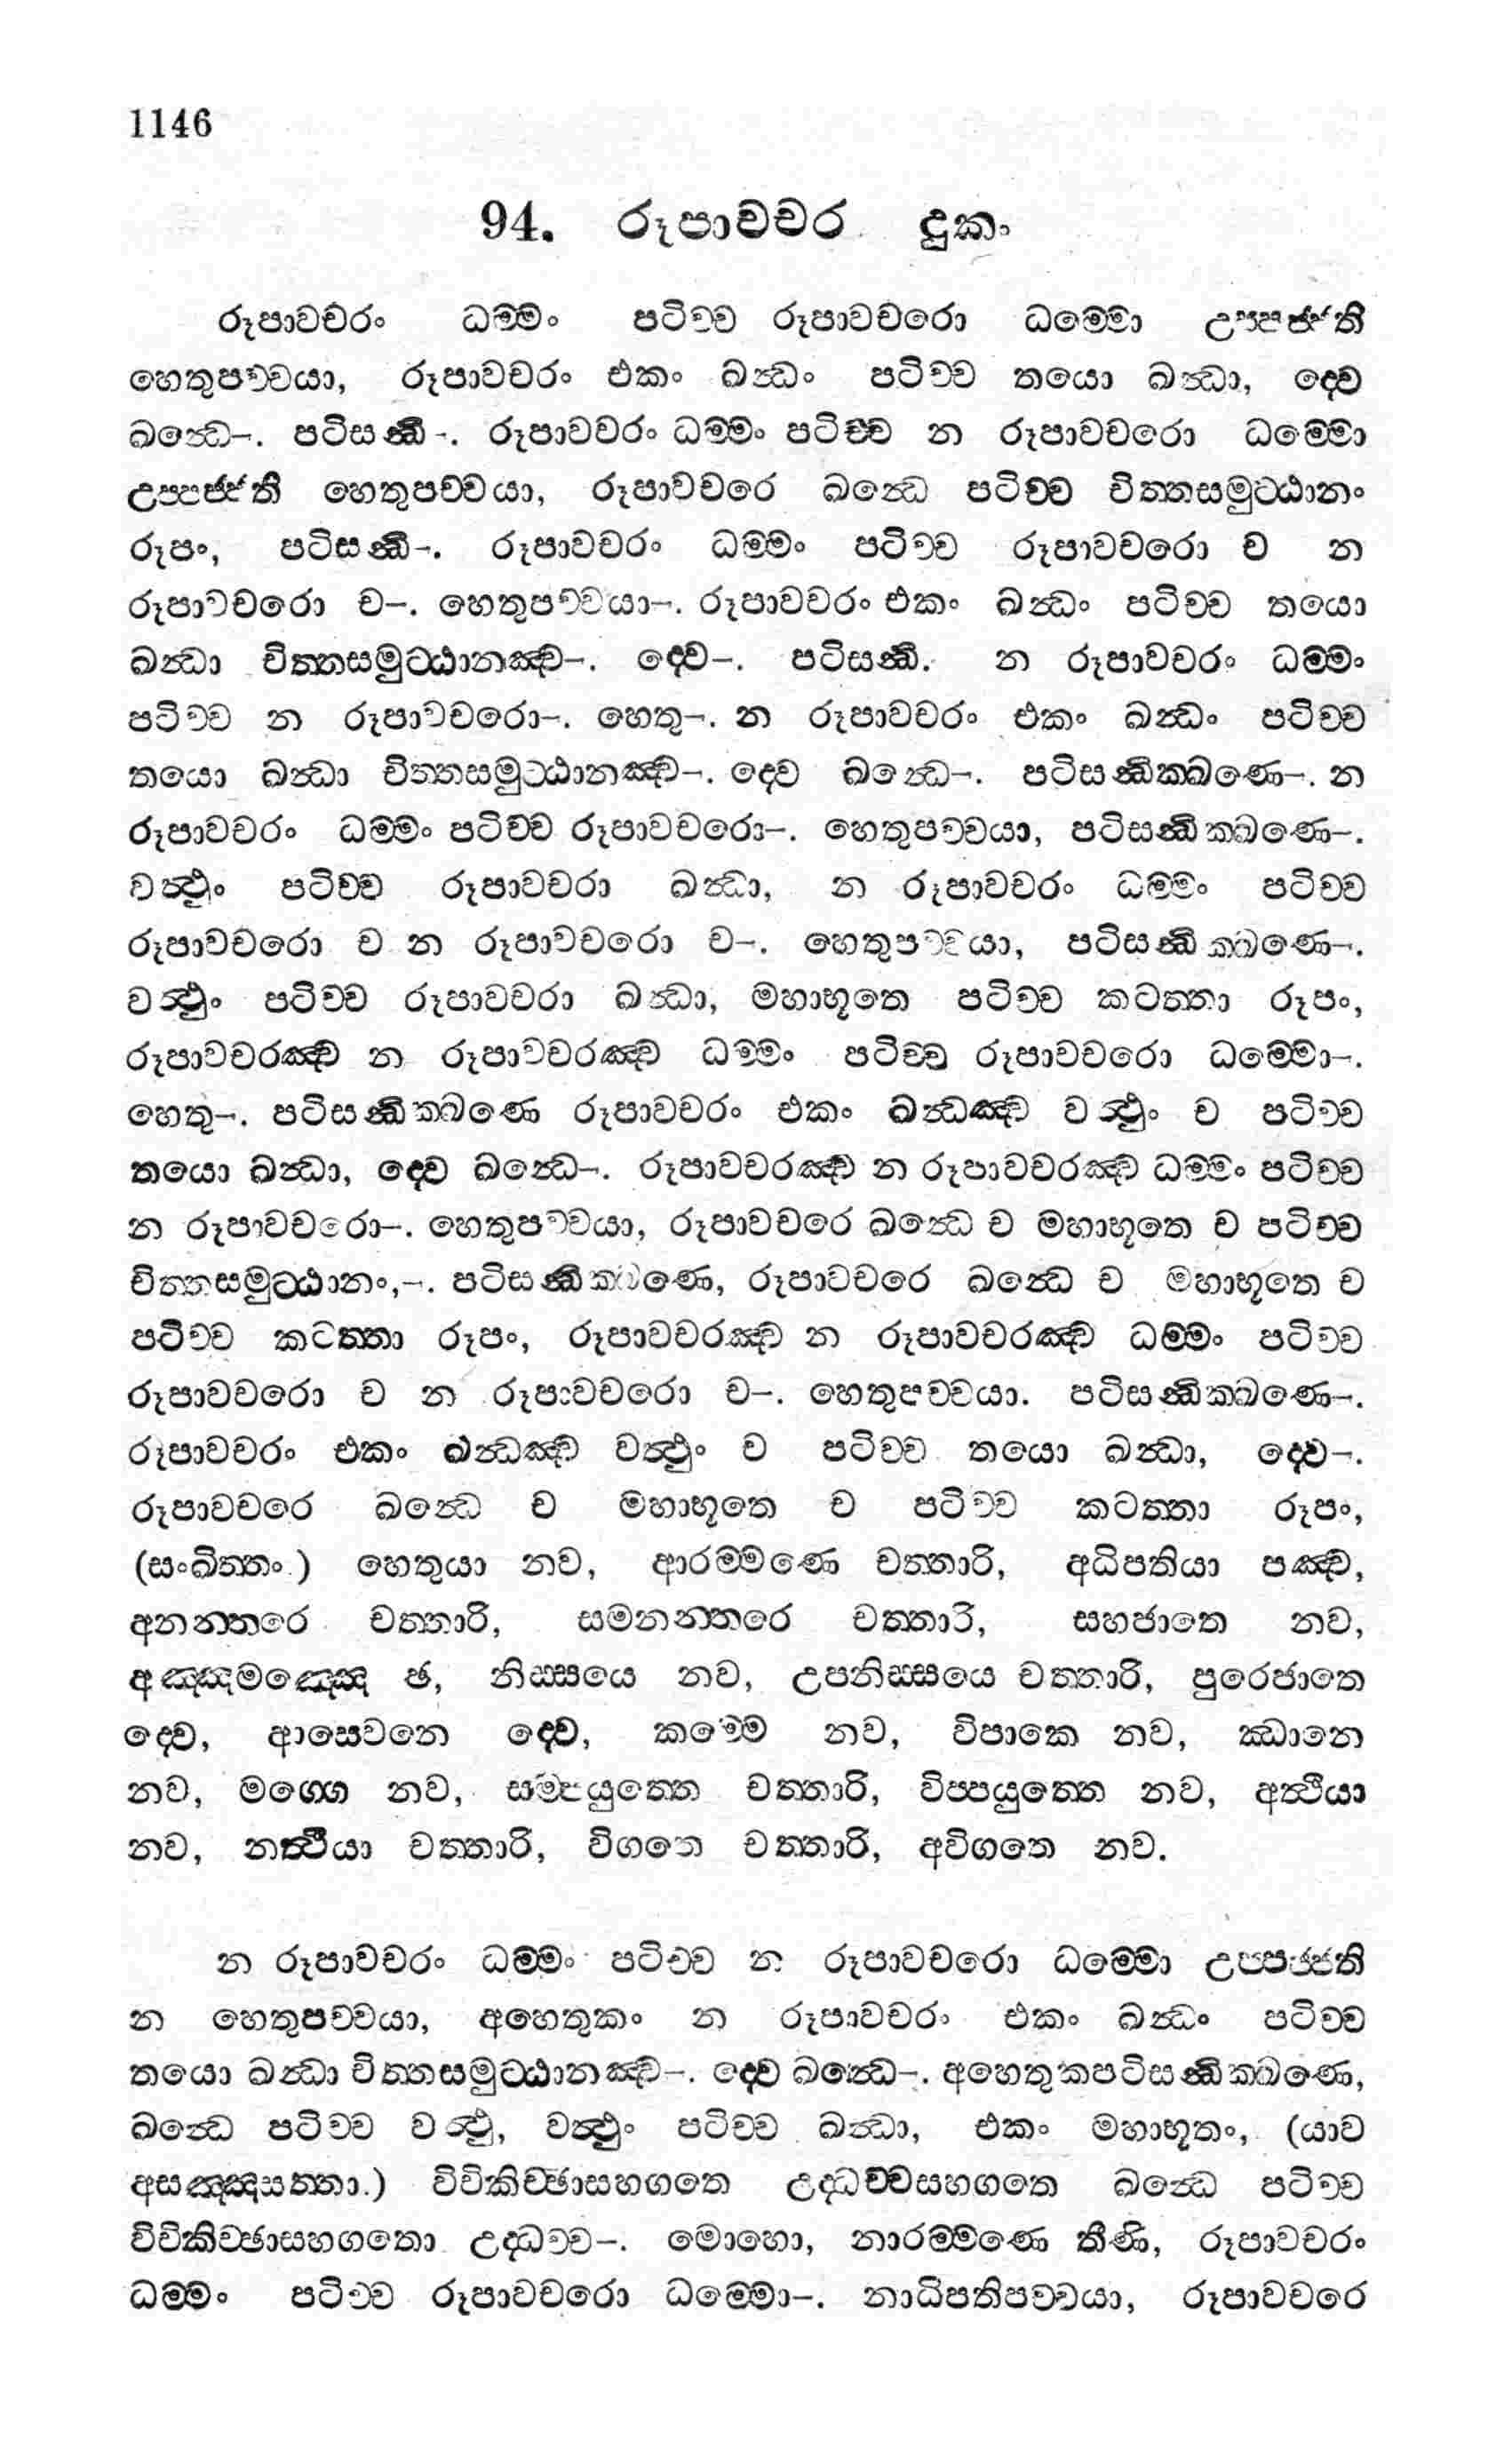 1146
94. රූපාවචර දුකං
රූපාවචරං ධම්මං පටිච්ච රූපාවචරො ධම්මො උප්පජ්ජති
හෙතුපච්චයා, රූපාවචරං එකං ඛන්ධං පටිච්ච තයො ඛන්ධා, ද්වෙ
ඛන්ධෙ–. පටිසන්ධි–. රූපාවචරං ධම්මං පටිච්ච න රූපාවචරො ධම්මො
උප්පජ්ජති හෙතුපච්චයා, රූපාවචරෙ ඛන්ධෙ පටිච්ච චිත්තසමුට්ඨානං
රූපං, පටිසන්ධි–. රූපාවචරං ධම්මං පටිච්ච රූපාවචරො ච න
රූපාවචරො ච–. හෙතුපච්චයා–. රූපාවචරං එකං ඛන්ධං පටිච්ච තයො
ඛන්ධා චිත්තසමුට්ඨානඤ්ච–. ද්වෙ–. පටිසන්ධි. න රූපාවචරං ධම්මං
පටිච්ච න රූපාවචරො–. හෙතු–. න රූපාවචරං එකං ඛන්ධං පටිච්ච
තයො ඛන්ධා චිත්තසමුට්ඨානඤ්ච–. ද්වෙ ඛන්ධෙ–. පටිසන්ධික්ඛණෙ–. න
රූපාවචරං ධම්මං පටිච්ච රූපාවචරො–. හෙතුපච්චයා, පටිසන්ධික්ඛණෙ–.
වත්ථුං පටිච්ච රූපාවචරා ඛන්ධා, න රූපාවචරං ධම්මං පටිච්ච
රූපාවචරො ච න රූපාවචරො ච–. හෙතුපච්චයා, පටිසන්ධික්ඛණෙ–.
වත්ථුං පටිච්ච රූපාවචරා ඛන්ධා, මහාභූතෙ පටිච්ච කටත්තා රූපං,
රූපාවචරඤ්ච න රූපාවචරඤ්ච ධම්මං පටිච්ච රූපාවචරො ධම්මො–.
හෙතු–. පටිසන්ධික්ඛණෙ රූපාවචරං එකං ඛන්ධඤ්ච වත්ථුං ච පටිච්ච
තයො ඛන්ධා, ද්වෙ ඛන්ධෙ–. රූපාවචරඤ්ච න රූපාවචරඤ්ච ධම්මං පටිච්ච
න රූපාවචරො–. හෙතුපච්චයා, රූපාවචරෙ ඛන්ධෙ ච මහාභූතෙ ච පටිච්ච
චිත්තසමුට්ඨානං,–. පටිසන්ධික්ඛණෙ, රූපාවචරෙ ඛන්ධෙ ච මහාභූතෙ ච
පටිච්ච කටත්තා රූපං, රූපාවචරඤ්ච න රූපාවචරඤ්ච ධම්මං පටිච්ච
රූපාවචරො ච න රූපාවචරො ච–. හෙතුපච්චයා. පටිසන්ධික්ඛණෙ–.
රූපාවචරං එකං ඛන්ධඤ්ච වත්ථුං ච පටිච්ච තයො ඛන්ධා, ද්වෙ–.
රූපාවචරෙ ඛන්ධෙ ච මහාභූතෙ ච පටිච්ච කටත්තා රූපං,
(සංඛිත්තං.) හෙතුයා නව, ආරම්මණෙ චත්තාරි, අධිපතියා පඤ්ච,
අනන්තරෙ චත්තාරි, සමනන්තරෙ චත්තාරි, සහජාතෙ නව,
අඤ්ඤමඤ්ඤෙ ඡ, නිස්සයෙ නව, උපනිස්සයෙ චත්තාරි, පුරෙජාතෙ
ද්වෙ, ආසෙවනෙ ද්වෙ, කම්මෙ නව, විපාකෙ නව, ඣානෙ
නව, මග්ගෙ නව, සම්පයුත්තෙ චත්තාරි, විප්පයුත්තෙ නව, අත්ථියා
නව, නත්ථියා චත්තාරි, විගතෙ චත්තාරි, අවිගතෙ නව.
න රූපාවචරං ධම්මං පටිච්ච න රූපාවචරො ධම්මො උප්පජ්ජති
න හෙතුපච්චයා, අහෙතුකං න රූපාවචරං එකං ඛන්ධං පටිච්ච
තයො ඛන්ධා චිත්තසමුට්ඨානඤ්ච–. ද්වෙ ඛන්ධෙ–. අහෙතුකපටිසන්ධික්ඛණෙ,
ඛන්ධෙ පටිච්ච වත්ථු, වත්ථුං පටිච්ච ඛන්ධා, එකං මහාභූතං, (යාව
අසඤ්ඤසත්තා.) විචිකිච්ඡාසහගතෙ උද්ධච්චසහගතෙ ඛන්ධෙ පටිච්ච
විචිකිච්ඡාසහගතො උද්ධච්ච–. මොහො, නාරම්මණෙ තීණි, රූපාවචරං
ධම්මං පටිච්ච රූපාවචරො ධම්මො–. නාධිපතිපච්චයා, රූපාවචරෙ